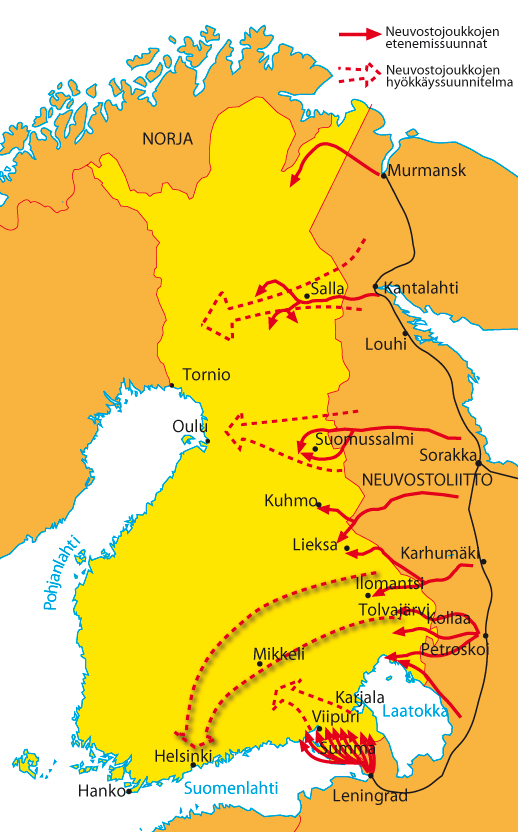 Neuvostojoukkojen
etenemissuunnat
Neuvostojoukkojen
hyökkäyssuunnitelma
NORJA
Murmansk
Salla
Kantalahti
Louhi
Tornio
Oulu
Suomussalmi
Sorakka
NEUVOSTOLIITTO
Kuhmo
Lieksa
Karhumäki
Pohjanlahti
Ilomantsi
Tolvajärvi
Kollaa
Petroskoi
Mikkeli
Karjala
Laatokka
Viipuri
Summa
Helsinki
Suomenlahti
Hanko
Leningrad